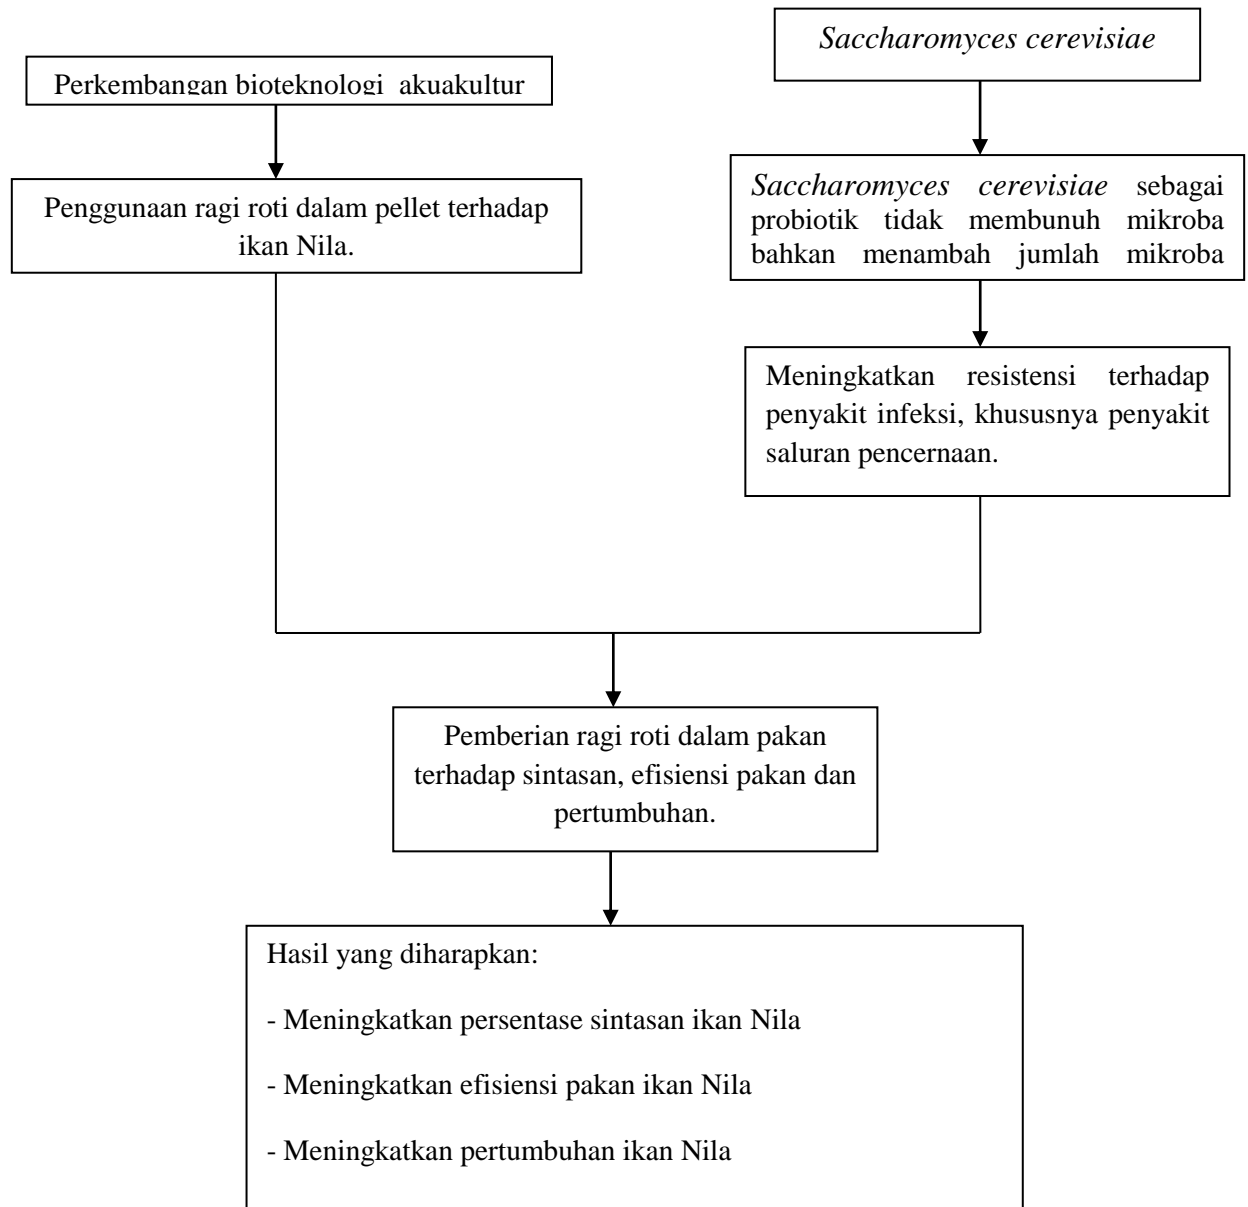 Saccharomyces cerevisiae
Perkembangan bioteknologi akuakultur
Saccharomyces cerevisiae sebagai
probiotik tidak membunuh mikroba
bahkan menambah jumlah mikroba
Penggunaan ragi roti dalam pellet terhadap
ikan Nila.
Meningkatkan resistensi terhadap
penyakit infeksi, khususnya penyakit
saluran pencernaan.
Pemberian ragi roti dalam pakan
terhadap sintasan, efisiensi pakan dan
pertumbuhan.
Hasil yang diharapkan:
- Meningkatkan persentase sintasan ikan Nila
- Meningkatkan efisiensi pakan ikan Nila
- Meningkatkan pertumbuhan ikan Nila